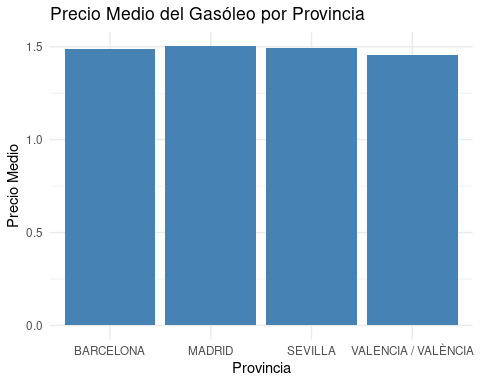 Precio Medio del Gasóleo por Provincia
Precio Medio
1.5
1.0
0.5
0.0
BARCELONA
MADRID
SEVILLA
VALENCIA / VALÈNCIA
Provincia